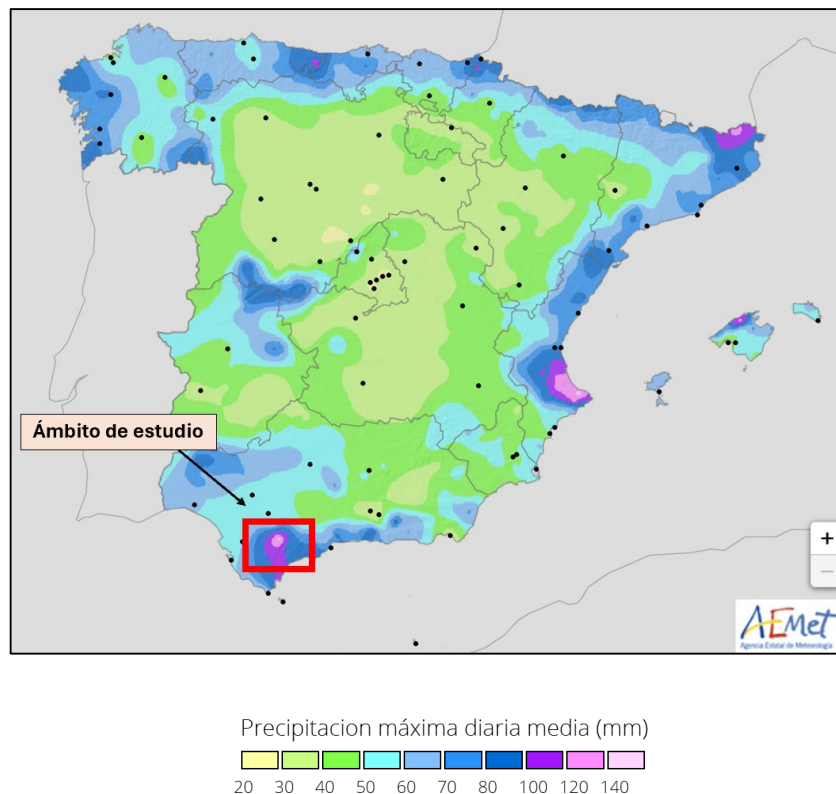 Ámbito de estudio
+
−
AEMet
Agencia Estatal de Meteorología
Precipitacion máxima diaria media (mm)
20 30 40 50 60 70 80 100 120 140